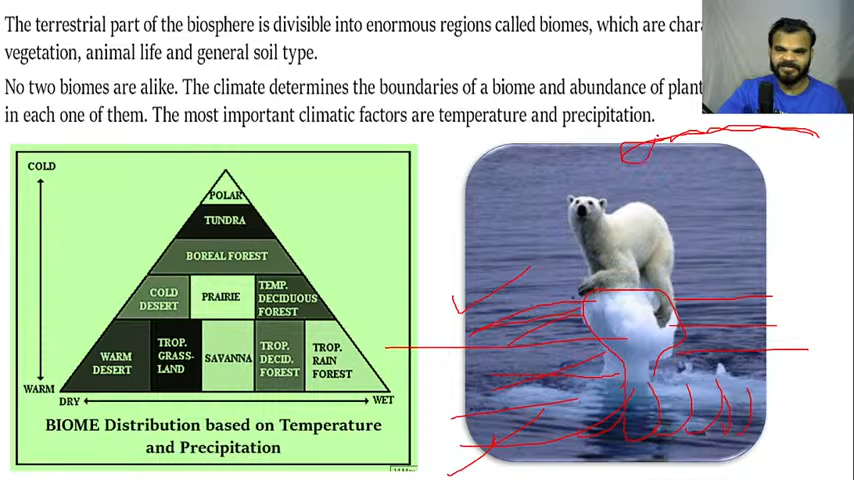 The terrestrial part of the biosphere is divisible into enormous regions called biomes, which are
vegetation, animal life and general soil type.
No two biomes are alike. The climate determines the boundaries of a biome and abundance of
in each one of them. The most important climatic factors are temperature and precipitation.
COLD
POLAR
TUNDRA
BOREAL FOREST
COLD
DESERT
PRAIRIE
TEMP.
DECIDUOUS
FOREST
WARM
DESERT
TROP.
GRASS-
LAND
SAVANNA
TROP.
DECID.
FOREST
TROP.
RAIN
FOREST
WARM
DRY
WET
BIOME Distribution based on Temperature
and Precipitation